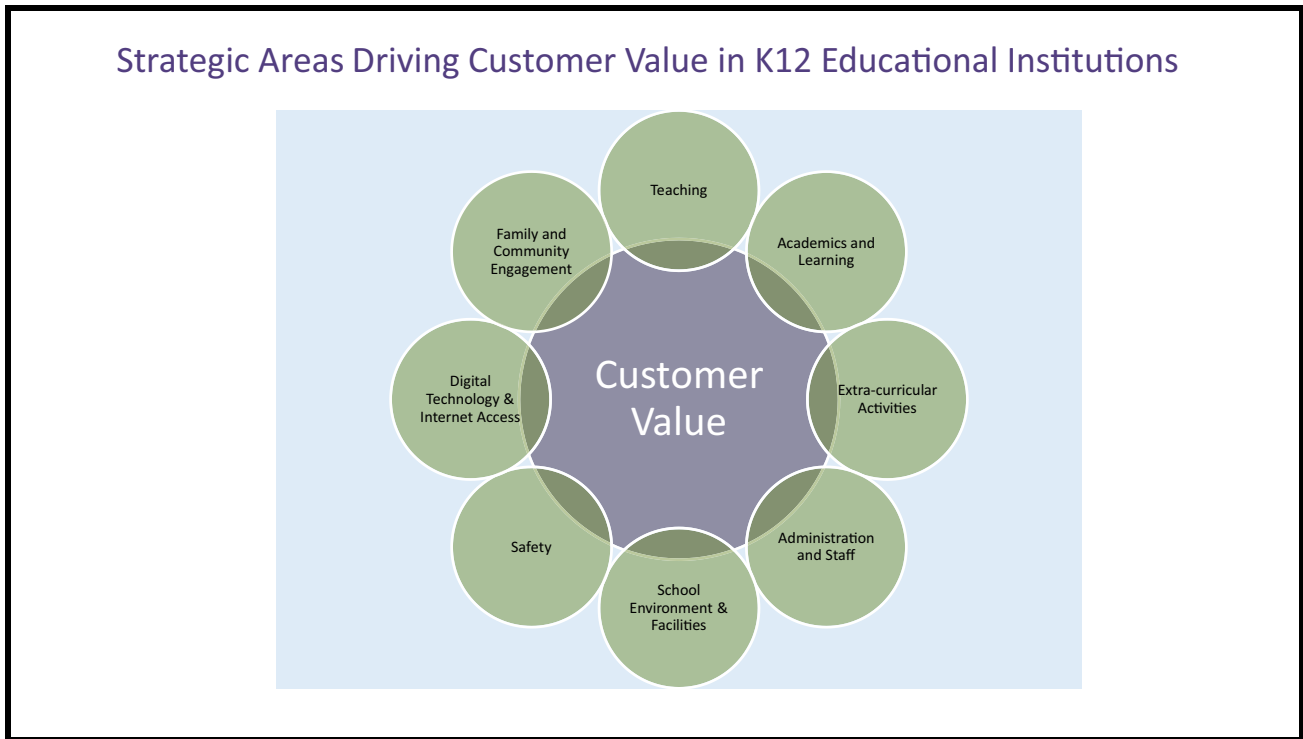 Strategic Areas Driving Customer Value in K12 Educational Institutions
Teaching
Academics and
Learning
Extra-curricular
Activities
Administration
and Staff
School
Environment &
Facilities
Safety
Digital
Technology &
Internet Access
Family and
Community
Engagement
Customer
Value